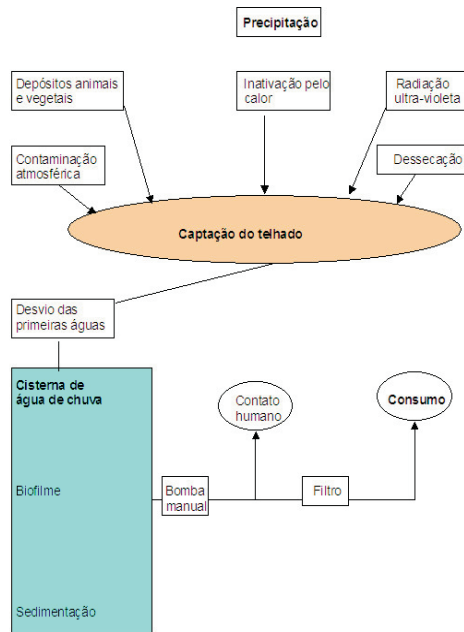 Precipitação
Depósitos animais
e vegetais
Inativação pelo
calor
Radiação
ultra-violeta
Contaminação
atmosférica
Dessecação
Captação do telhado
Desvio das
primeiras águas
Cisterna de
água de chuva
Contato
humano
Consumo
Biofilme
Bomba
manual
Filtro
Sedimentação